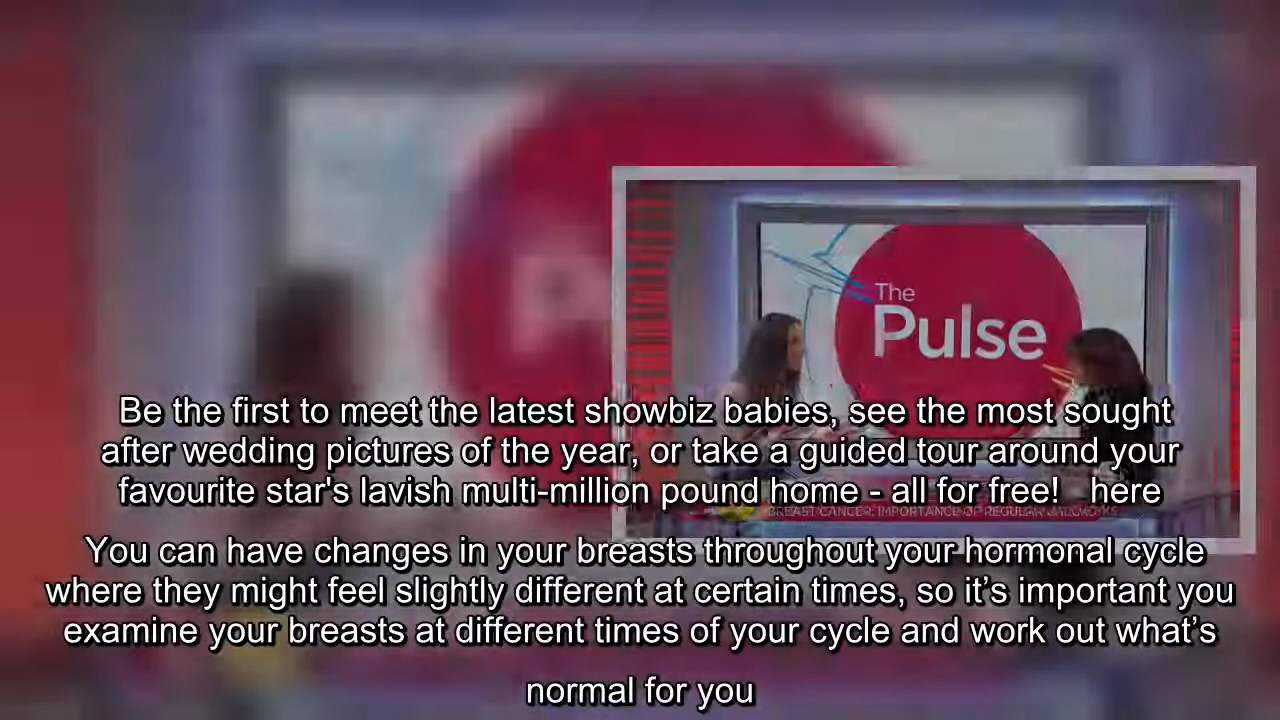 The
Pulse
Be the first to meet the latest showbiz babies, see the most sought
after wedding pictures of the year, or take a guided tour around your
favourite star's lavish multi-million pound home - all for free! here
BREAST CANCER: IMPORTANCE OF REGULAR
You can have changes in your breasts throughout your hormonal cycle
where they might feel slightly different at certain times, so it’s important you
examine your breasts at different times of your cycle and work out what’s
normal for you